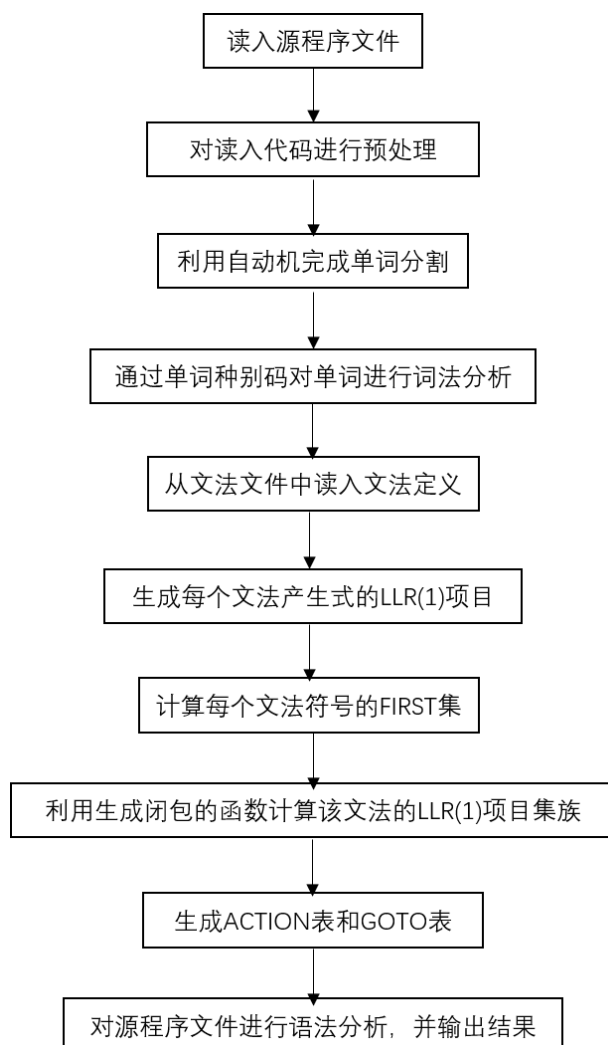 读入源程序文件
对读入代码进行预处理
利用自动机完成单词分割
通过单词种别码对单词进行词法分析
从文法文件中读入文法定义
生成每个文法产生式的LLR(1)项目
计算每个文法符号的FIRST集
利用生成闭包的函数计算该文法的LLR(1)项目集族
生成ACTION表和GOTO表
对源程序文件进行语法分析，并输出结果